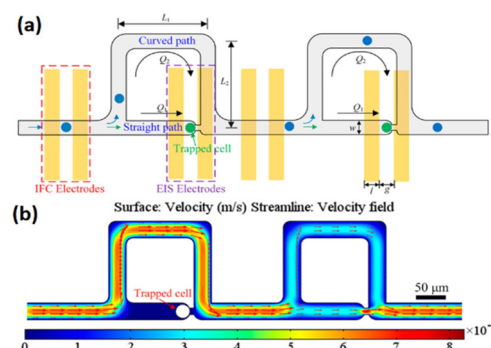 (a)
L₁
Curved path
Q₂
Q₂
L₂
Q₁
Q₁
Straight path
w
Trapped cell
l
g
IFC Electrodes
EIS Electrodes
(b)
Surface: Velocity (m/s) Streamline: Velocity field
Trapped cell
50 μm
0 1 2 3 4 5 6 7 8